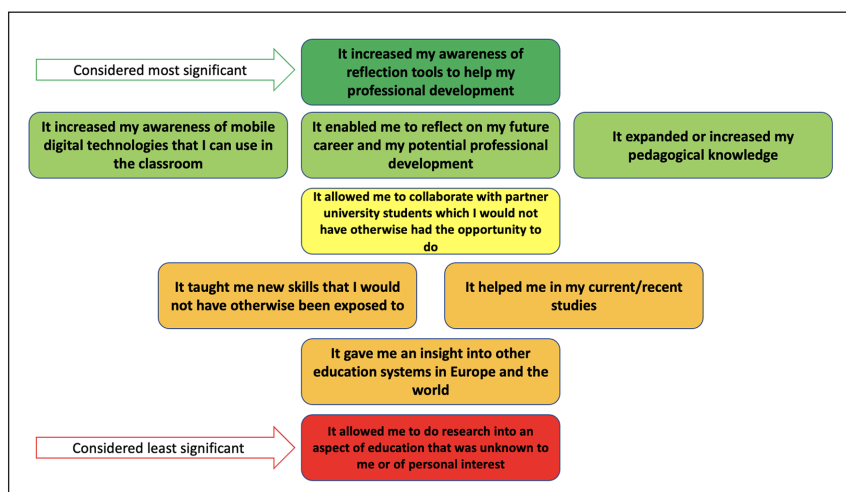 Considered most significant
It increased my awareness of
reflection tools to help my
professional development
It increased my awareness of mobile
digital technologies that I can use in
the classroom
It enabled me to reflect on my future
career and my potential professional
development
It expanded or increased my
pedagogical knowledge
It allowed me to collaborate with partner
university students which I would not
have otherwise had the opportunity to
do
It taught me new skills that I would
not have otherwise been exposed to
It helped me in my current/recent
studies
It gave me an insight into other
education systems in Europe and the
world
Considered least significant
It allowed me to do research into an
aspect of education that was unknown to
me or of personal interest